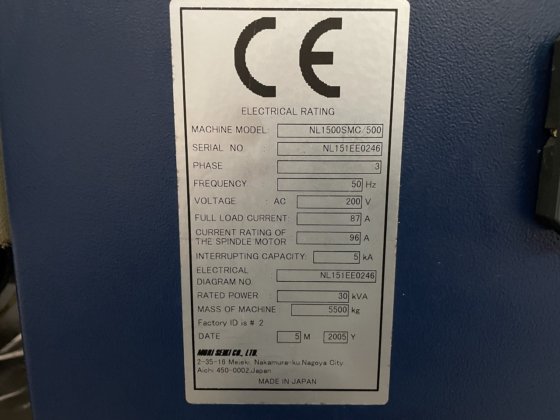 CE
ELECTRICAL RATING
MACHINE MODEL: NL1500SMC/500
SERIAL NO : NL151EE0246
PHASE 3
FREQUENCY 50 Hz
VOLTAGE : AC 200 V
FULL LOAD CURRENT: 87 A
CURRENT RATING OF
THE SPINDLE MOTOR 96 A
INTERRUPTING CAPACITY: 5 kA
ELECTRICAL
DIAGRAM NO. NL151EE0246
RATED POWER : 30 kVA
MASS OF MACHINE 5500 kg
Factory ID is # 2
DATE 5 M 2005 Y
MORI SEIKI CO., LTD.
2-35-16 Meieki, Nakamura-ku, Nagoya City
Aichi 450-0002, Japan
MADE IN JAPAN